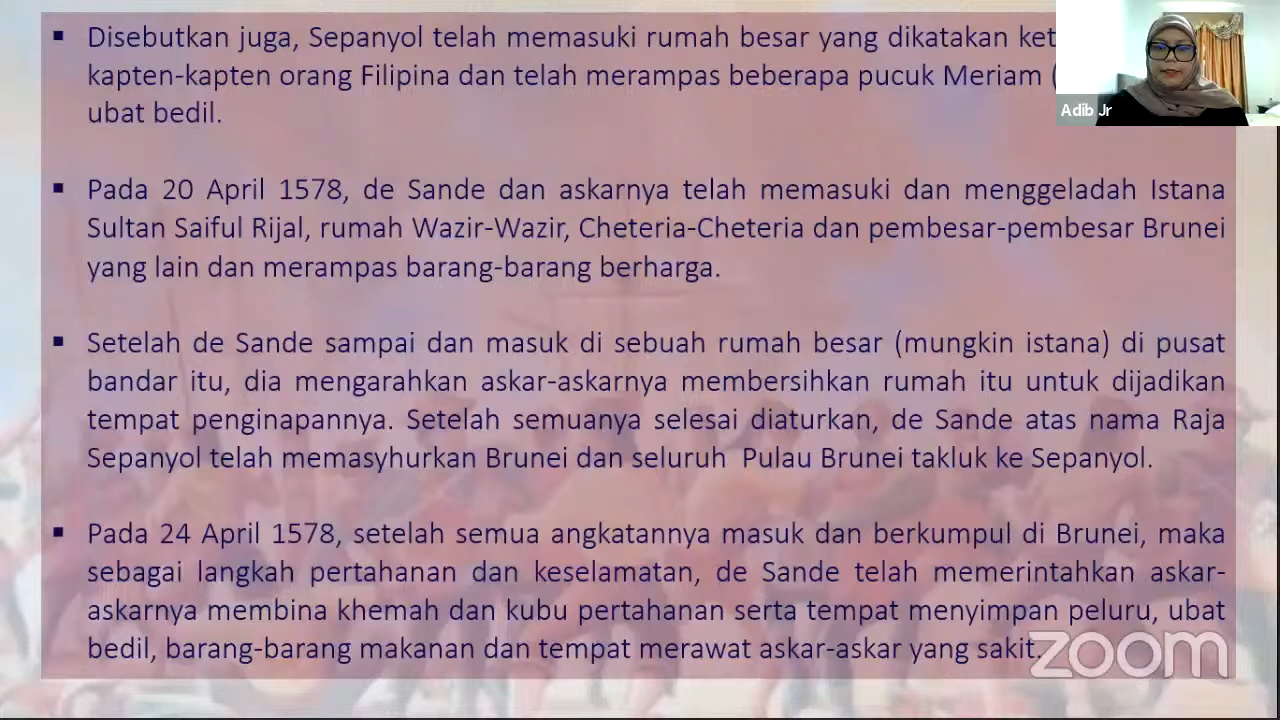 ▪ Disebutkan juga, Sepanyol telah memasuki rumah besar yang dikatakan
kapten-kapten orang Filipina dan telah merampas beberapa pucuk Meriam
ubat bedil.
Adib Jr
▪ Pada 20 April 1578, de Sande dan askarnya telah memasuki dan menggeladah Istana
Sultan Saiful Rijal, rumah Wazir-Wazir, Cheteria-Cheteria dan pembesar-pembesar Brunei
yang lain dan merampas barang-barang berharga.
▪ Setelah de Sande sampai dan masuk di sebuah rumah besar (mungkin istana) di pusat
bandar itu, dia mengarahkan askar-askarnya membersihkan rumah itu untuk dijadikan
tempat penginapannya. Setelah semuanya selesai diaturkan, de Sande atas nama Raja
Sepanyol telah memasyhurkan Brunei dan seluruh Pulau Brunei takluk ke Sepanyol.
▪ Pada 24 April 1578, setelah semua angkatannya masuk dan berkumpul di Brunei, maka
sebagai langkah pertahanan dan keselamatan, de Sande telah memerintahkan askar-
askarnya membina khemah dan kubu pertahanan serta tempat menyimpan peluru, ubat
bedil, barang-barang makanan dan tempat merawat askar-askar yang sakit.
zoom